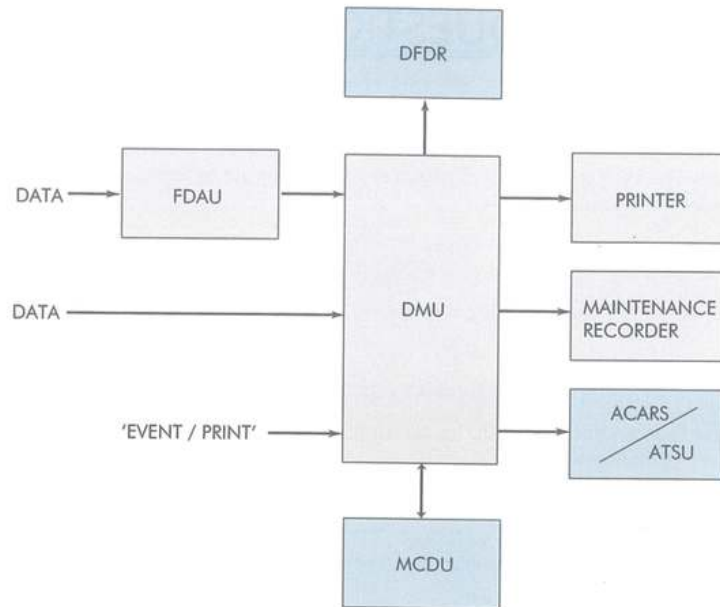 DFDR
DATA
FDAU
PRINTER
DATA
DMU
MAINTENANCE
RECORDER
'EVENT / PRINT'
ACARS
ATSU
MCDU